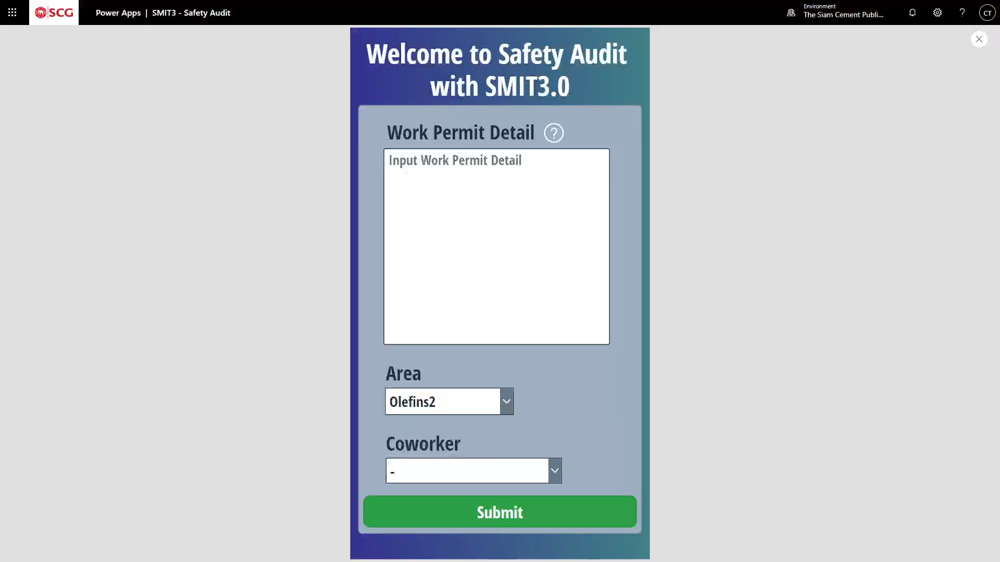 SCG
Power Apps | SMIT3 - Safety Audit
Environment
The Siam Cement Publi...
?
CT
Welcome to Safety Audit
with SMIT3.0
Work Permit Detail ?
Input Work Permit Detail
Area
Olefins2
Coworker
-
Submit